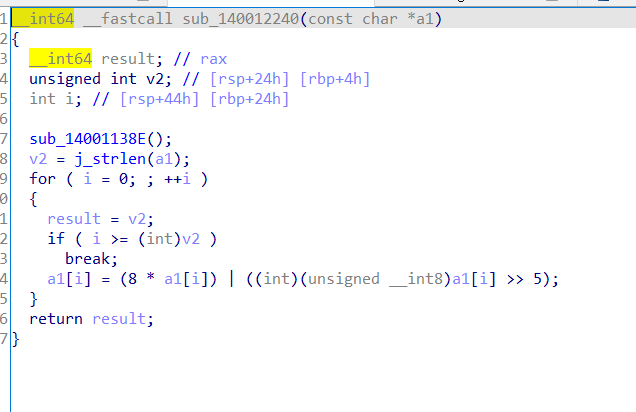 1 __int64 __fastcall sub_140012240(const char *a1)
2 {
3 __int64 result; // rax
4 unsigned int v2; // [rsp+24h] [rbp+4h]
5 int i; // [rsp+44h] [rbp+24h]
6
7 sub_14001138E();
8 v2 = j_strlen(a1);
9 for ( i = 0; ; ++i )
0 {
1 result = v2;
2 if ( i >= (int)v2 )
3 break;
4 a1[i] = (8 * a1[i]) | ((int)(unsigned __int8)a1[i] >> 5);
5 }
6 return result;
7 }